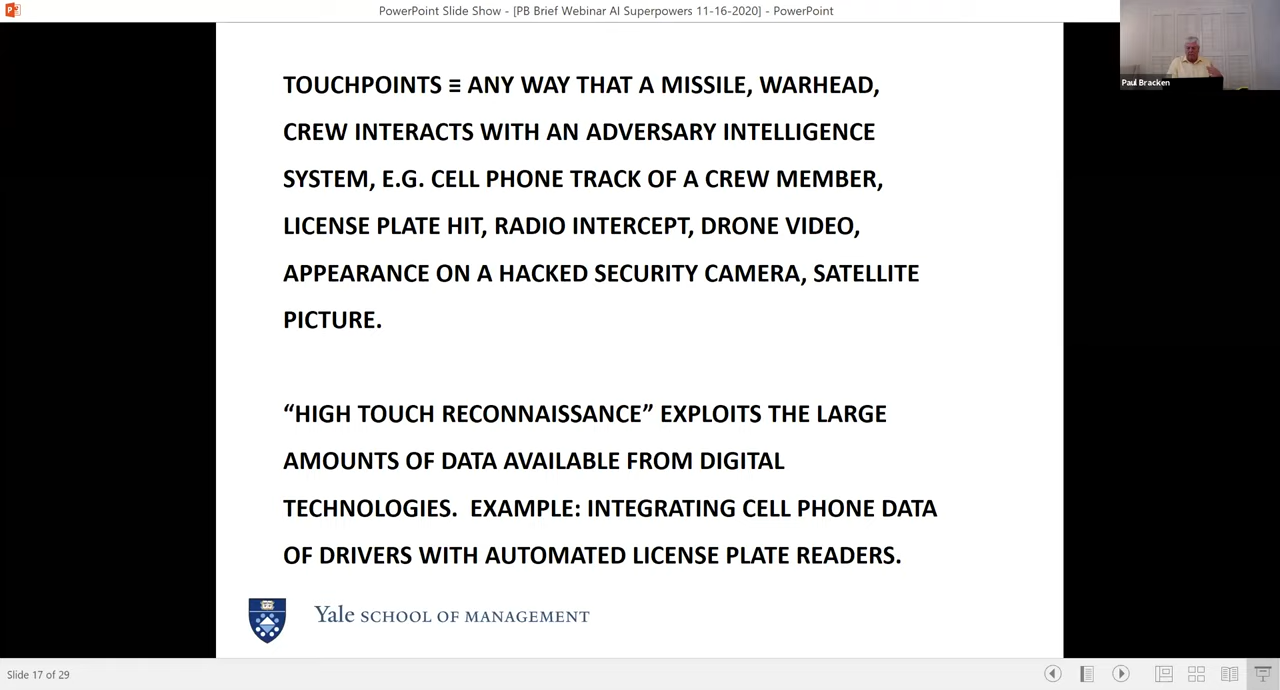 PowerPoint Slide Show - [PB Brief Webinar AI Superpowers 11-16-2020] - PowerPoint
Paul Bracken
TOUCHPOINTS ≡ ANY WAY THAT A MISSILE, WARHEAD,
CREW INTERACTS WITH AN ADVERSARY INTELLIGENCE
SYSTEM, E.G. CELL PHONE TRACK OF A CREW MEMBER,
LICENSE PLATE HIT, RADIO INTERCEPT, DRONE VIDEO,
APPEARANCE ON A HACKED SECURITY CAMERA, SATELLITE
PICTURE.
“HIGH TOUCH RECONNAISSANCE” EXPLOITS THE LARGE
AMOUNTS OF DATA AVAILABLE FROM DIGITAL
TECHNOLOGIES.  EXAMPLE: INTEGRATING CELL PHONE DATA
OF DRIVERS WITH AUTOMATED LICENSE PLATE READERS.
Yale SCHOOL OF MANAGEMENT
Slide 17 of 29